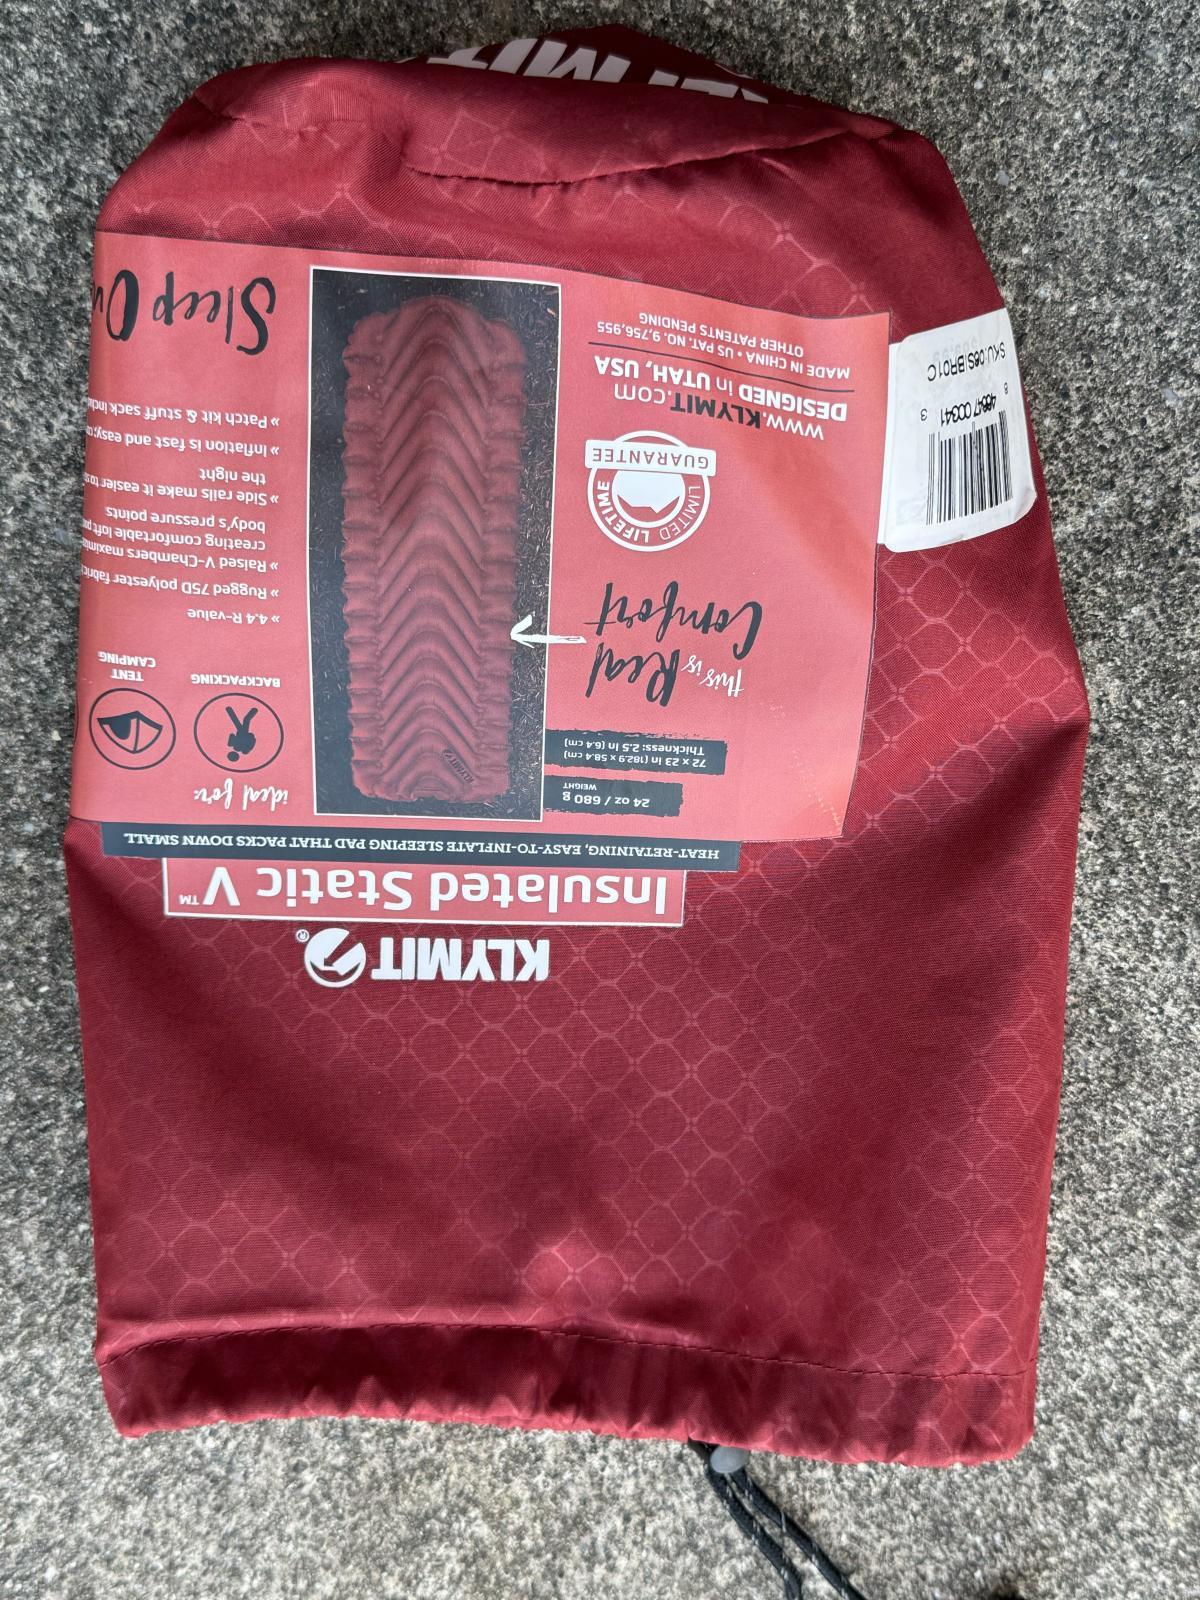 KLYMIT®
Insulated Static V™
HEAT-RETAINING, EASY-TO-INFLATE SLEEPING PAD THAT PACKS DOWN SMALL
24 oz / 680 g
WEIGHT
72 x 23 in (182.9 x 58.4 cm)
Thickness: 2.5 in (6.4 cm)
this is
Real
Comfort
LIMITED LIFETIME
GUARANTEE
www.KLYMIT.com
DESIGNED in UTAH, USA
MADE IN CHINA • US PAT. NO. 9,756,955
OTHER PATENTS PENDING
KLYMIT
ideal for:
BACKPACKING
TENT
CAMPING
» 4.4 R-value
» Rugged 75D polyester fabric
» Raised V-Chambers
creating comfortable loft
body's pressure points
» Side rails make it easier to
the night
» Inflation is fast and easy;
» Patch kit & stuff sack
Sleep
8
3
KLYMIT